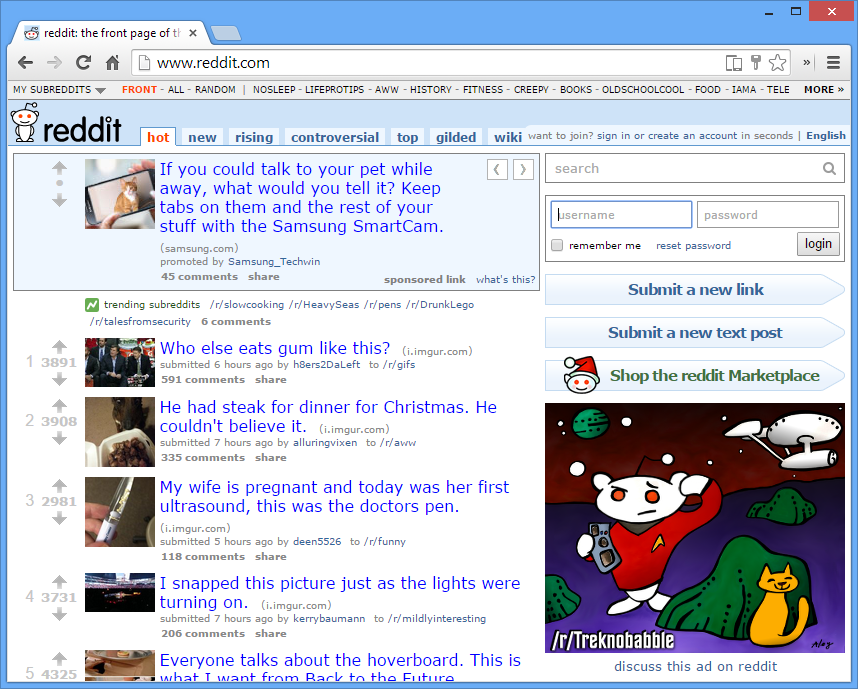 reddit: the front page of th
www.reddit.com
MY SUBREDDITS FRONT - ALL - RANDOM | NOSLEEP - LIFEPROTIPS - AWW - HISTORY - FITNESS - CREEPY - BOOKS - OLDSCHOOLCOOL - FOOD - IAMA - TELE MORE »
reddit hot new rising controversial top gilded wiki want to join? sign in or create an account in seconds | English
If you could talk to your pet while
away, what would you tell it? Keep
tabs on them and the rest of your
stuff with the Samsung SmartCam.
(samsung.com)
promoted by Samsung_Techwin
45 comments share
sponsored link what's this?
trending subreddits /r/slowcooking /r/HeavySeas /r/pens /r/DrunkLego
/r/talesfromsecurity 6 comments
1 3891
Who else eats gum like this? (i.imgur.com)
submitted 6 hours ago by h8ers2DaLeft to /r/gifs
591 comments share
2 3908
He had steak for dinner for Christmas. He
couldn't believe it. (i.imgur.com)
submitted 7 hours ago by alluringvixen to /r/aww
335 comments share
3 2981
My wife is pregnant and today was her first
ultrasound, this was the doctors pen.
(i.imgur.com)
submitted 5 hours ago by deen5526 to /r/funny
118 comments share
4 3731
I snapped this picture just as the lights were
turning on. (i.imgur.com)
submitted 7 hours ago by kerrybaumann to /r/mildlyinteresting
206 comments share
5 4325
Everyone talks about the hoverboard. This is
what I want from Back to the Future
search
username password
remember me reset password login
Submit a new link
Submit a new text post
Shop the reddit Marketplace
/r/Treknobabble
discuss this ad on reddit